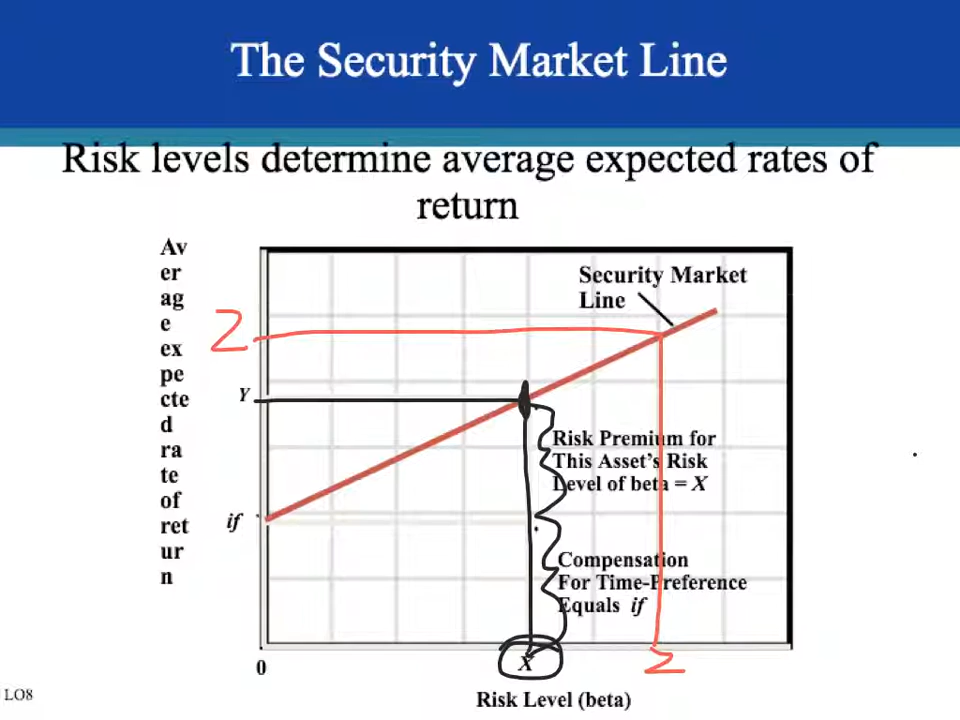 The Security Market Line
Risk levels determine average expected rates of
return
Av
er
ag
e
ex
pe
cte
d
ra
te
of
ret
ur
n
Security Market
Line
Z
Y
Risk Premium for
This Asset's Risk
Level of beta = X
if
Compensation
For Time-Preference
Equals if
0
X
Z
Risk Level (beta)
LO8